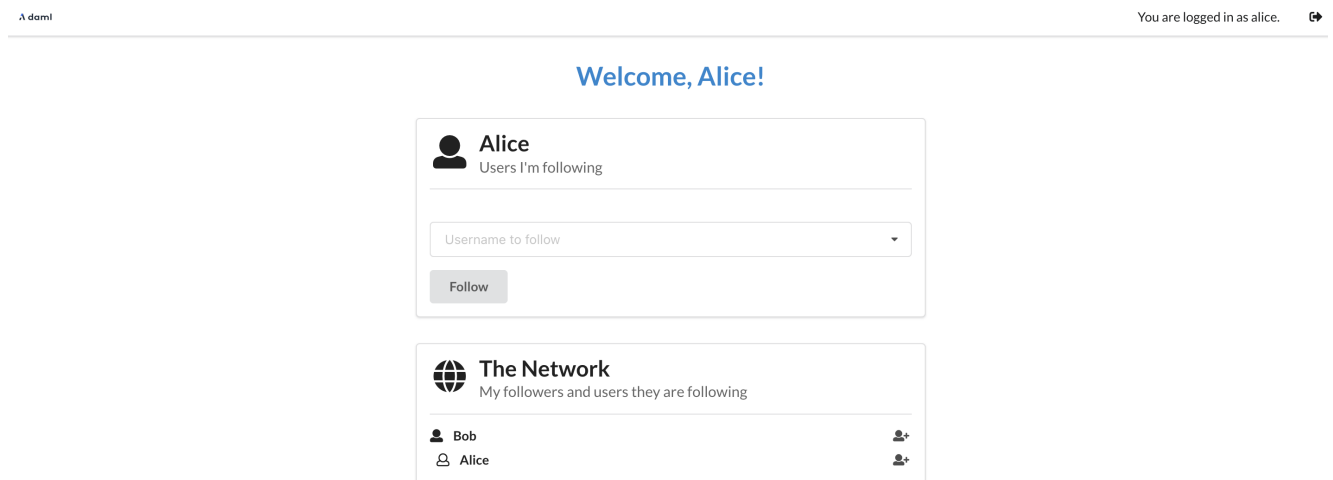 daml
You are logged in as alice.
Welcome, Alice!
Alice
Users I'm following
Username to follow
Follow
The Network
My followers and users they are following
Bob
Alice